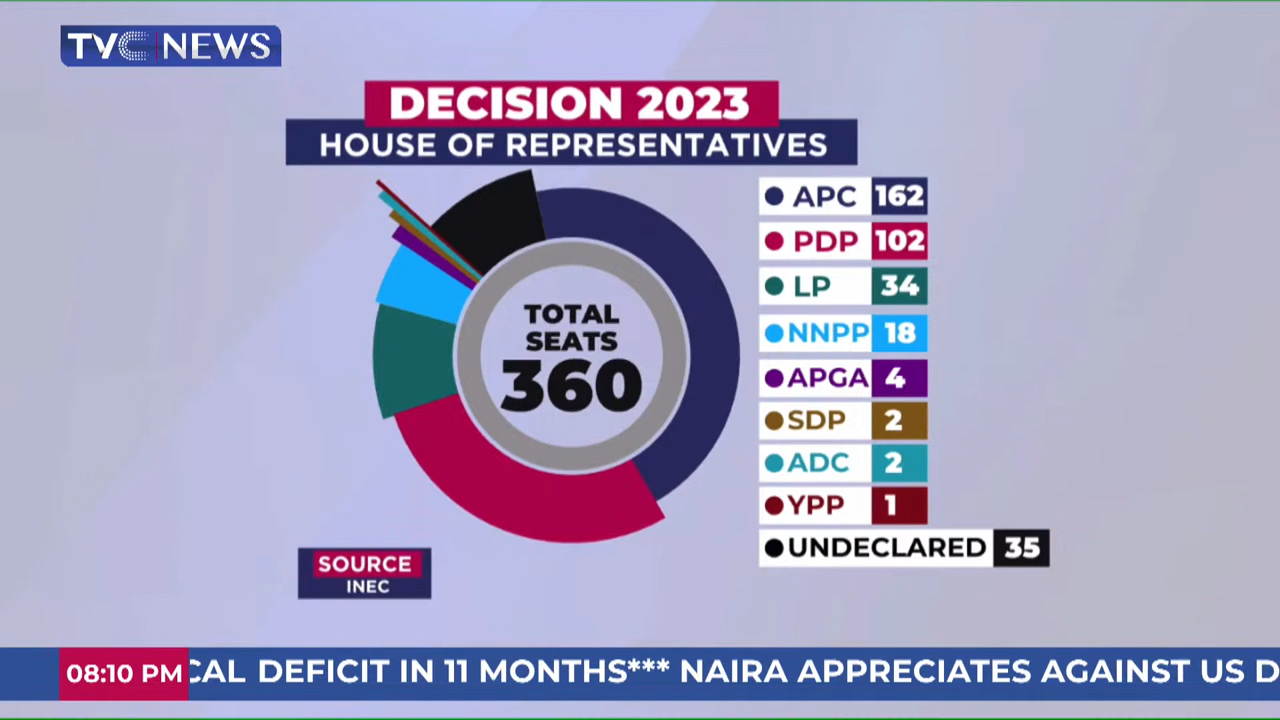 TVC NEWS
DECISION 2023
HOUSE OF REPRESENTATIVES
TOTAL
SEATS
360
APC 162
PDP 102
LP 34
NNPP 18
APGA 4
SDP 2
ADC 2
YPP 1
UNDECLARED 35
SOURCE
INEC
08:10 PM CAL DEFICIT IN 11 MONTHS*** NAIRA APPRECIATES AGAINST US D